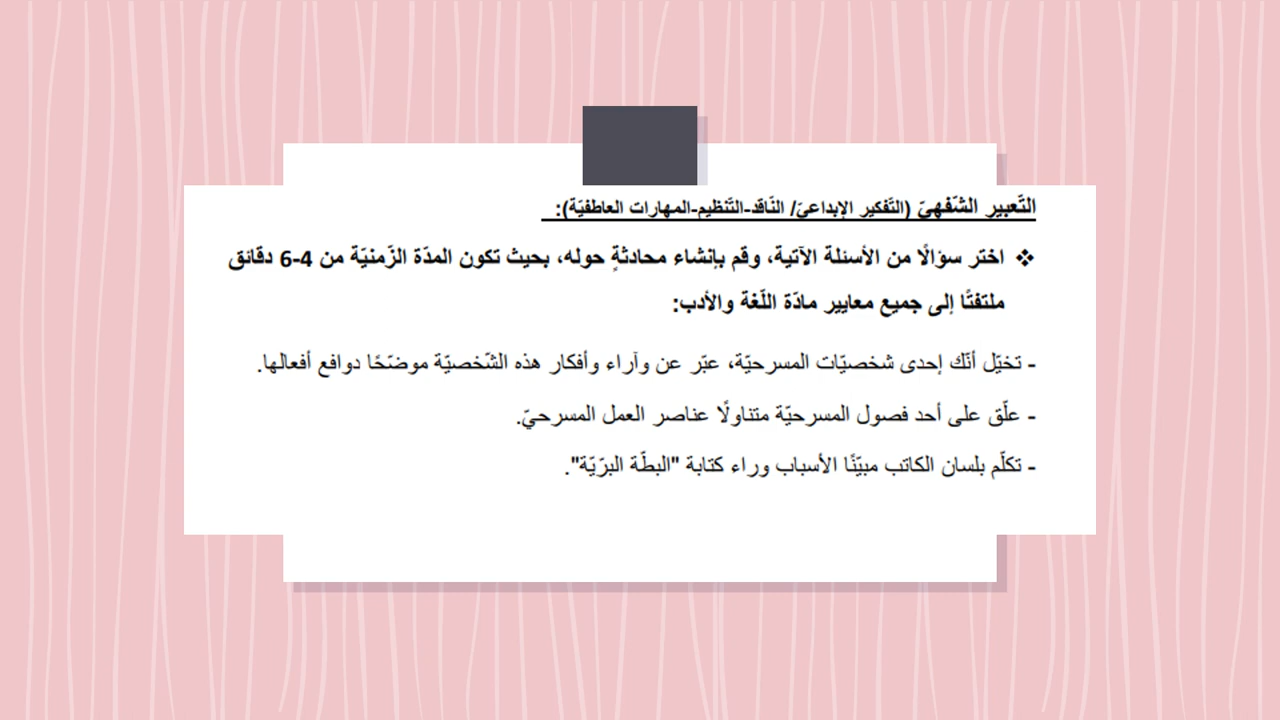 التّعبير الشّفهيّ (التّفكير الإبداعيّ/ النّاقد-التّنظيم-المهارات العاطفيّة):
❖ اختر سؤالًا من الأسئلة الآتية، وقم بإنشاء محادثةٍ حوله، بحيث تكون المدّة الزّمنيّة من 4-6 دقائق
ملتفتًا إلى جميع معايير مادّة اللّغة والأدب:
- تخيّل أنّك إحدى شخصيّات المسرحيّة، عبّر عن وآراء وأفكار هذه الشّخصيّة موضّحًا دوافع أفعالها.
- علّق على أحد فصول المسرحيّة متناولًا عناصر العمل المسرحيّ.
- تكلّم بلسان الكاتب مبيّنًا الأسباب وراء كتابة "البطّة البرّيّة".